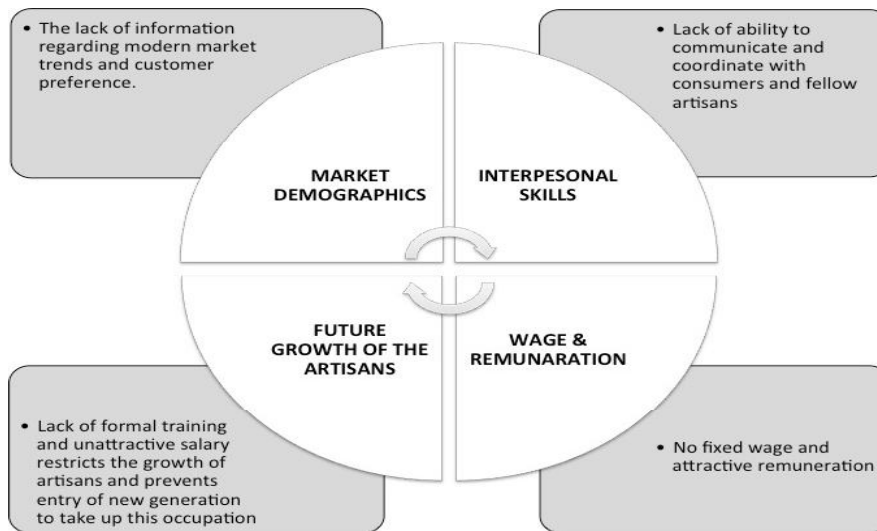 • The lack of information
regarding modern market
trends and customer
preference.
• Lack of ability to
communicate and
coordinate with
consumers and fellow
artisans
MARKET
DEMOGRAPHICS
INTERPESONAL
SKILLS
FUTURE
GROWTH OF THE
ARTISANS
WAGE &
REMUNARATION
• Lack of formal training
and unattractive salary
restricts the growth of
artisans and prevents
entry of new generation
to take up this occupation
• No fixed wage and
attractive remuneration